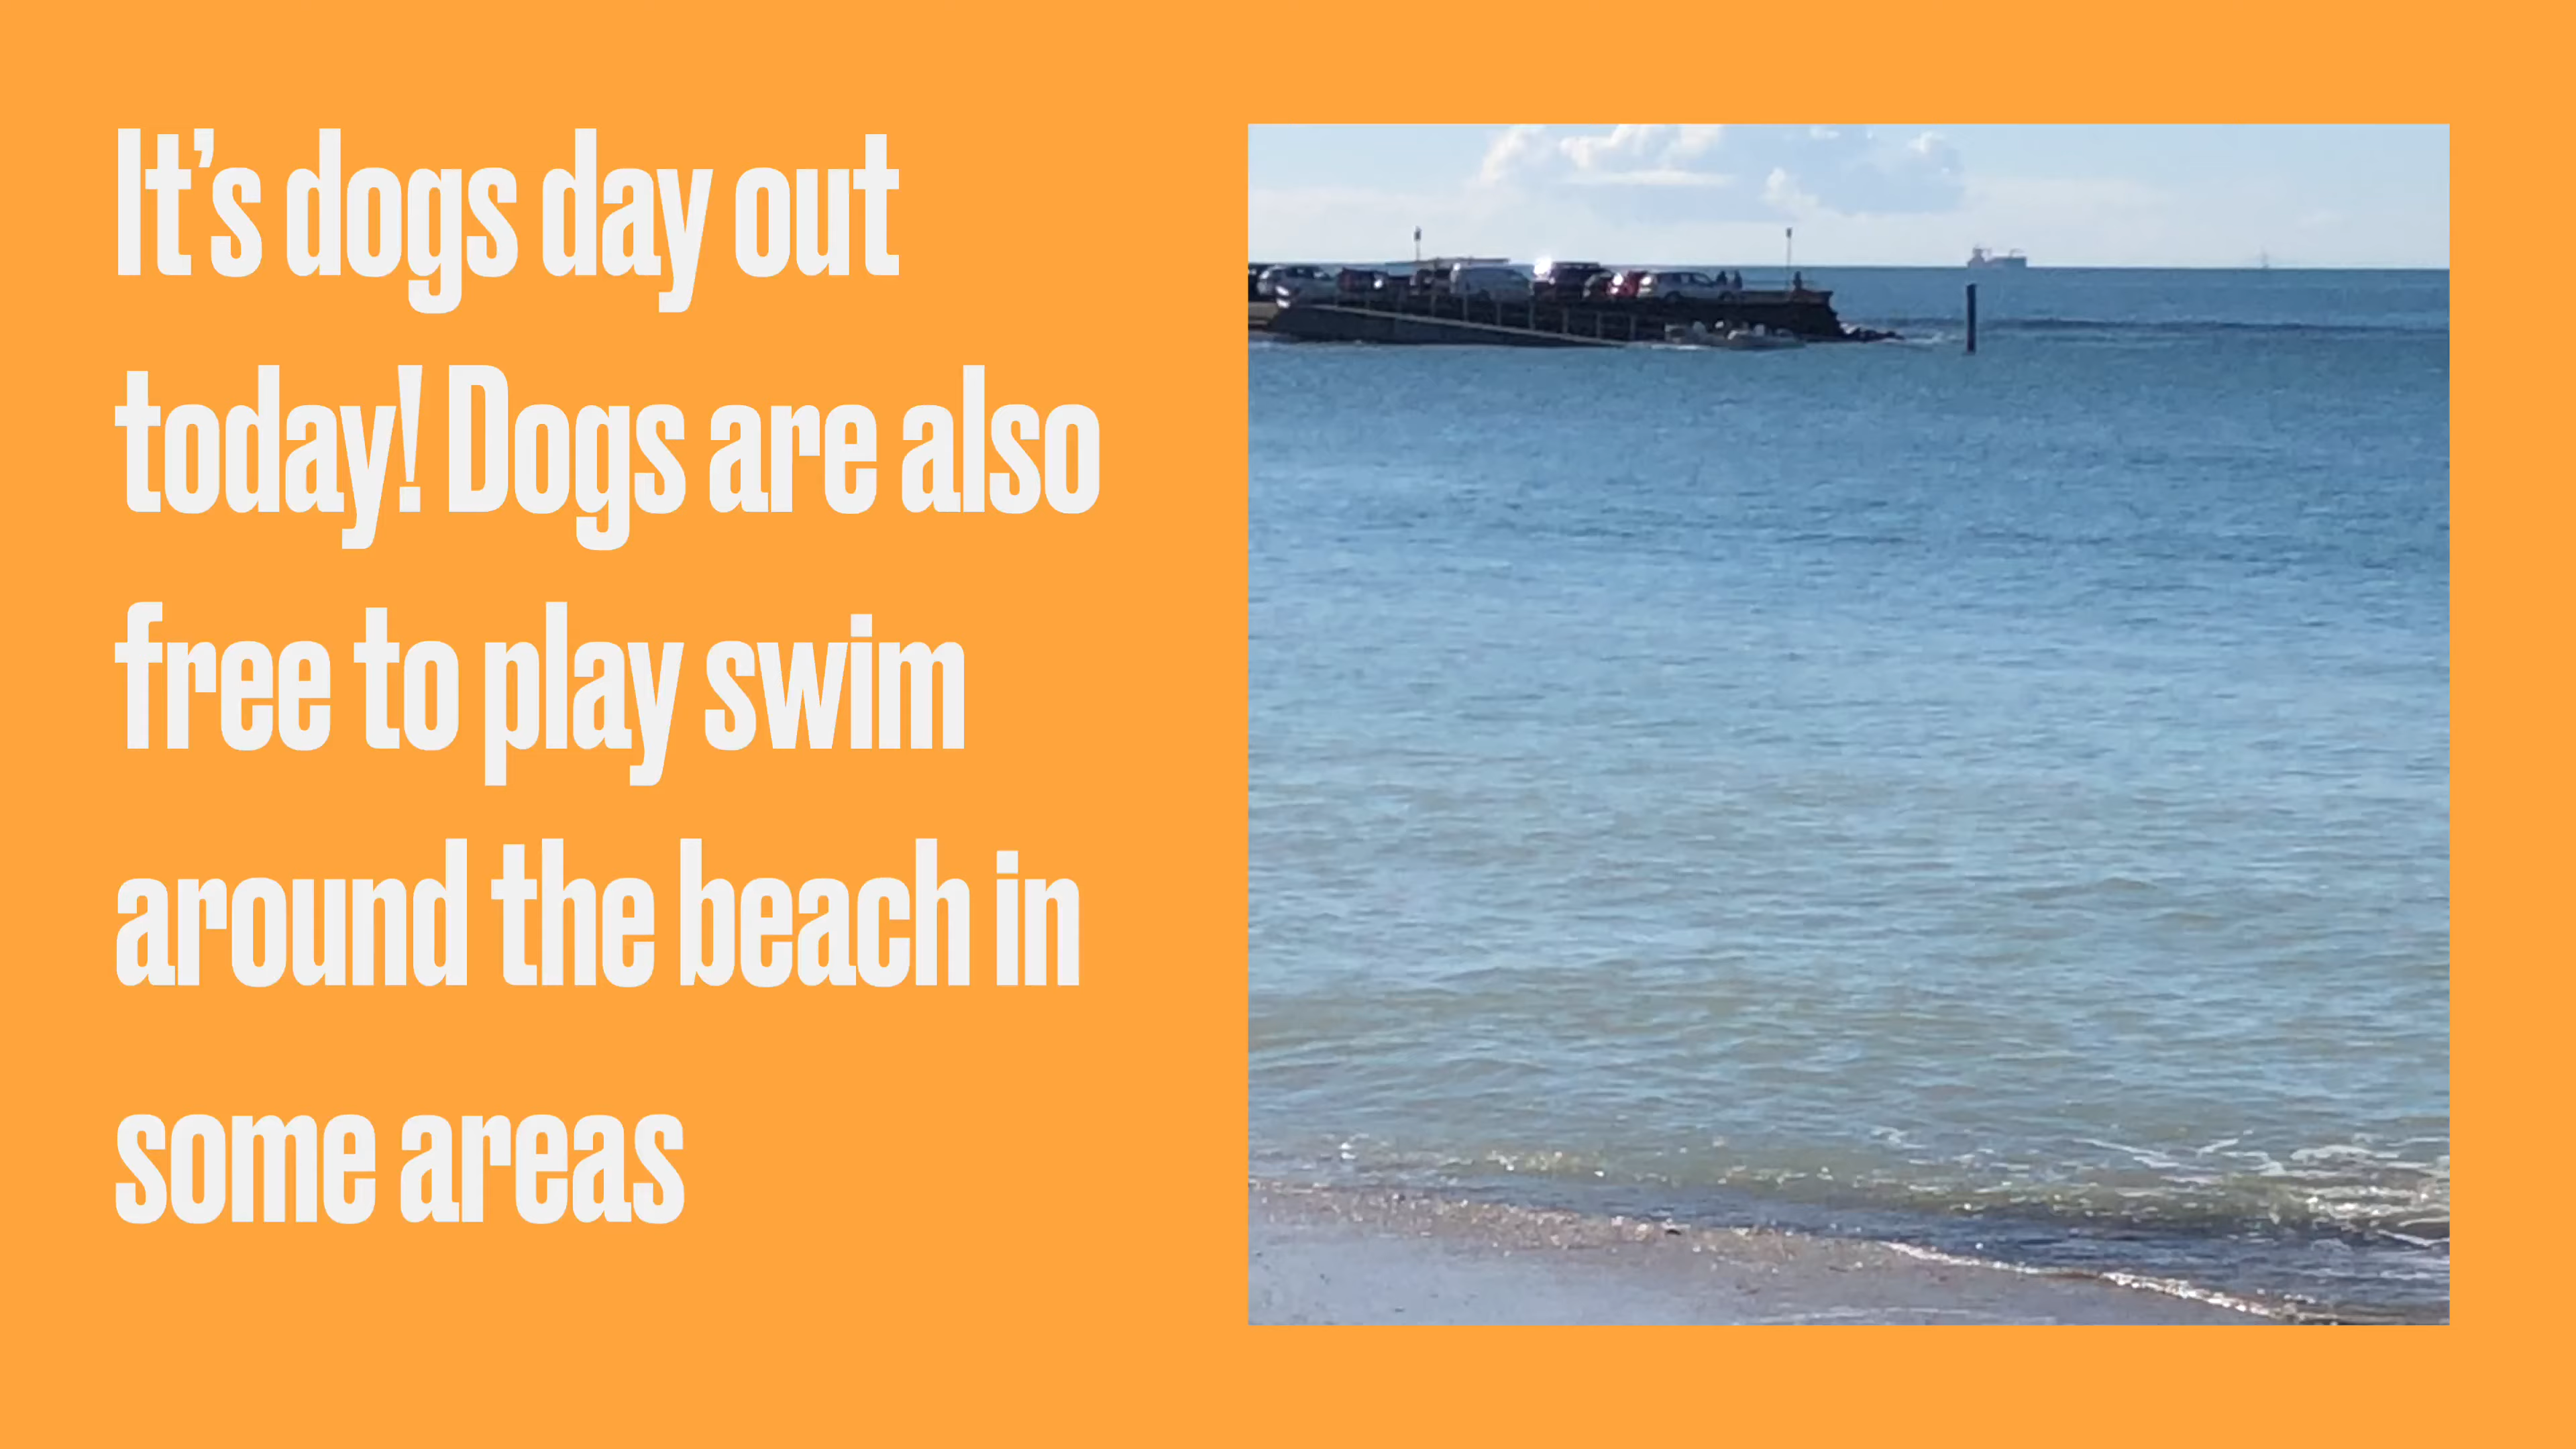 It’s dogs day out
today! Dogs are also
free to play swim
around the beach in
some areas